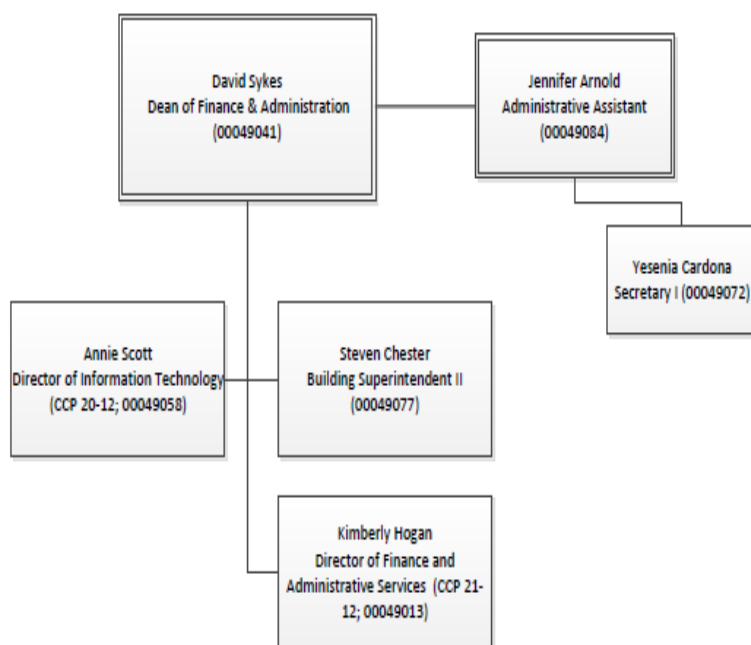 David Sykes
Dean of Finance & Administration
(00049041)
Jennifer Arnold
Administrative Assistant
(00049084)
Yesenia Cardona
Secretary I (00049072)
Annie Scott
Director of Information Technology
(CCP 20-12; 00049058)
Steven Chester
Building Superintendent II
(00049077)
Kimberly Hogan
Director of Finance and
Administrative Services (CCP 21-
12; 00049013)